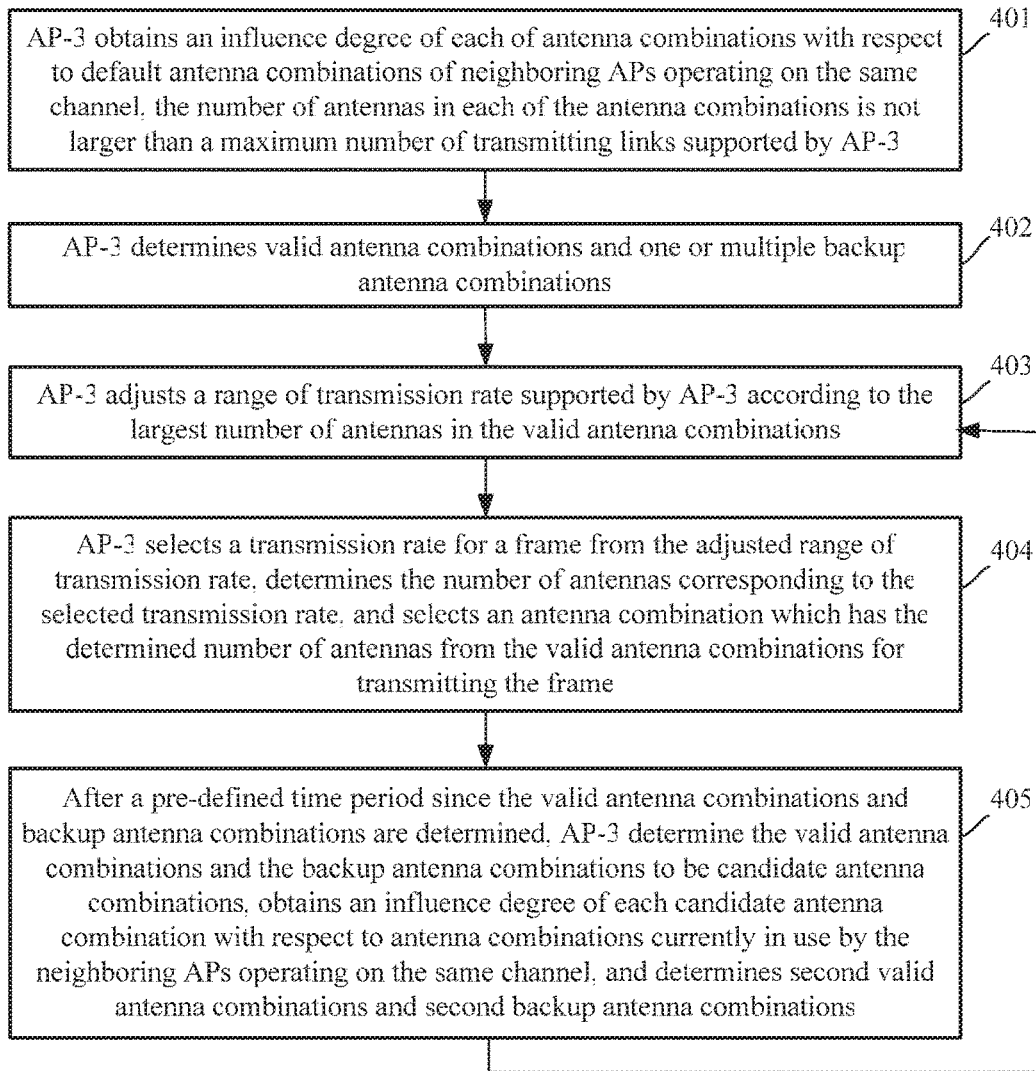 401
AP-3 obtains an influence degree of each of antenna combinations with respect
to default antenna combinations of neighboring APs operating on the same
channel, the number of antennas in each of the antenna combinations is not
larger than a maximum number of transmitting links supported by AP-3
402
AP-3 determines valid antenna combinations and one or multiple backup
antenna combinations
403
AP-3 adjusts a range of transmission rate supported by AP-3 according to the
largest number of antennas in the valid antenna combinations
404
AP-3 selects a transmission rate for a frame from the adjusted range of
transmission rate, determines the number of antennas corresponding to the
selected transmission rate, and selects an antenna combination which has the
determined number of antennas from the valid antenna combinations for
transmitting the frame
405
After a pre-defined time period since the valid antenna combinations and
backup antenna combinations are determined, AP-3 determine the valid antenna
combinations and the backup antenna combinations to be candidate antenna
combinations, obtains an influence degree of each candidate antenna
combination with respect to antenna combinations currently in use by the
neighboring APs operating on the same channel, and determines second valid
antenna combinations and second backup antenna combinations